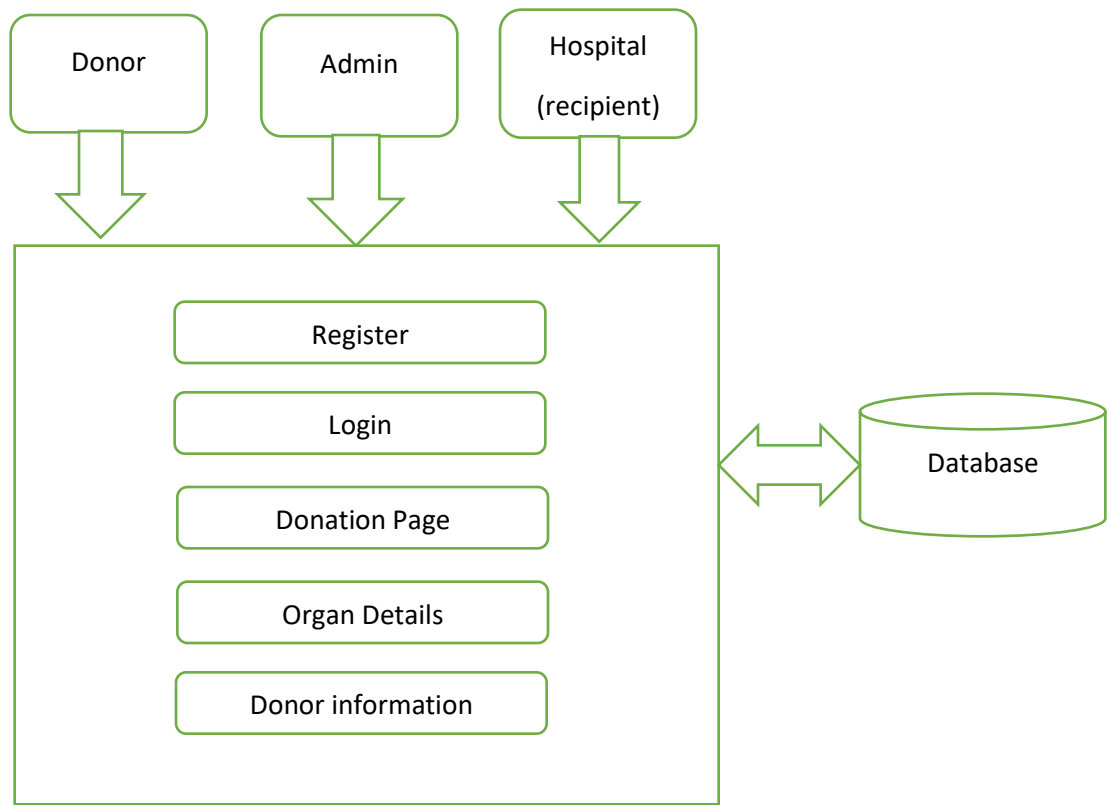 Donor
Admin
Hospital
(recipient)
Register
Login
Donation Page
Organ Details
Donor information
Database